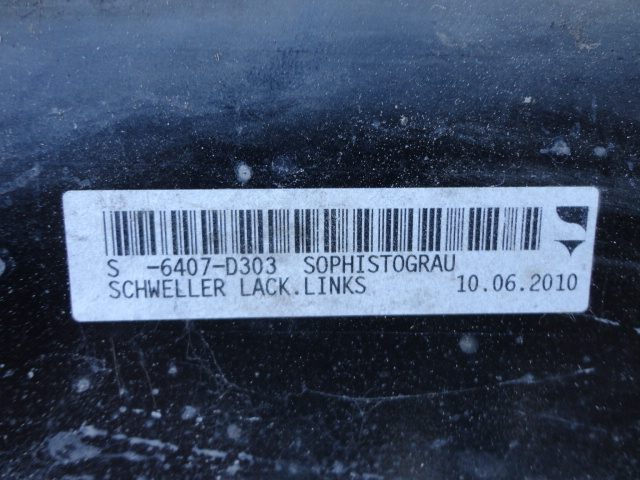 S -6407-D303 SOPHISTOGRAU
SCHWELLER LACK.LINKS 10.06.2010